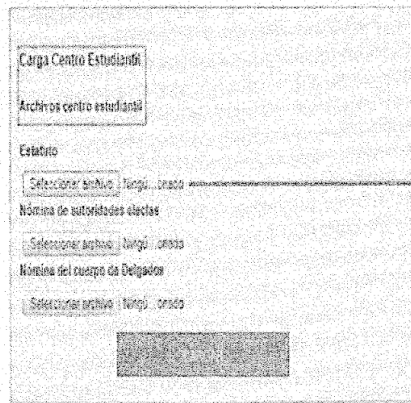 Carga Centro Estudiantil
Archivos centro estudiantil
Estatuto
Seleccionar archivo Ningú...onado
Nómina de autoridades electas
Seleccionar archivo Ningú...onado
Nómina del cuerpo de Delgados
Seleccionar archivo Ningú...onado